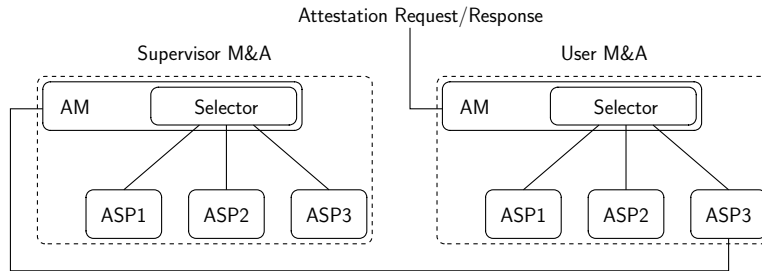 Attestation Request/Response
Supervisor M&A
User M&A
AM
Selector
AM
Selector
ASP1
ASP2
ASP3
ASP1
ASP2
ASP3